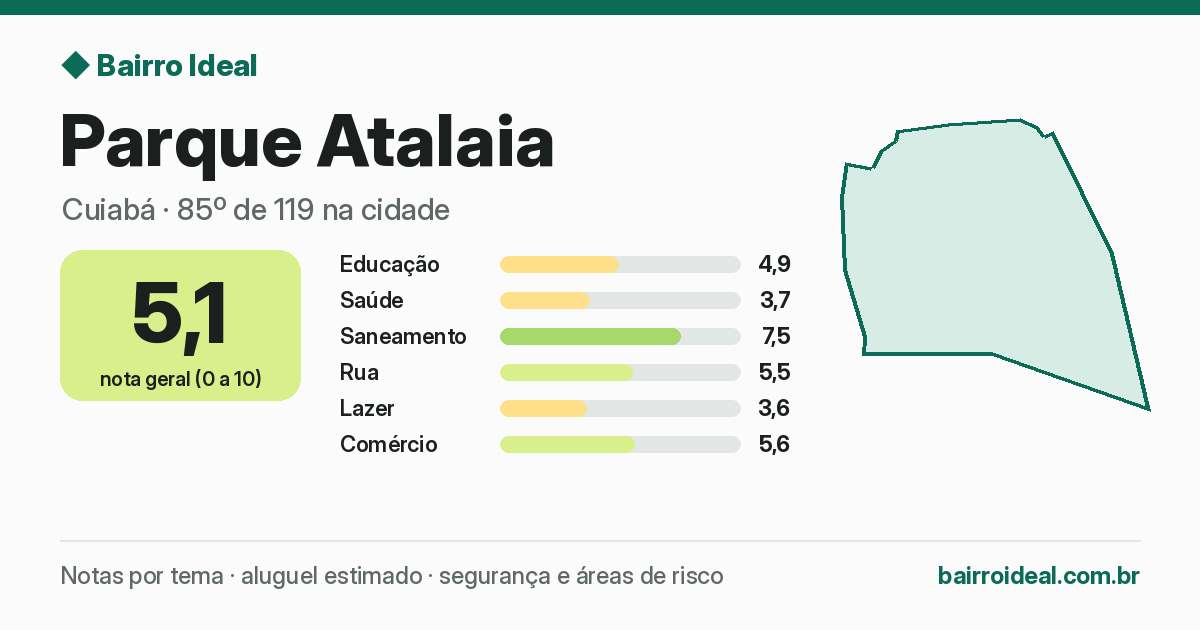 Bairro Ideal
Parque Atalaia
Cuiabá · 85º de 119 na cidade
5,1
nota geral (0 a 10)
Educação 4,9
Saúde 3,7
Saneamento 7,5
Rua 5,5
Lazer 3,6
Comércio 5,6
Notas por tema · aluguel estimado · segurança e áreas de risco
bairroideal.com.br